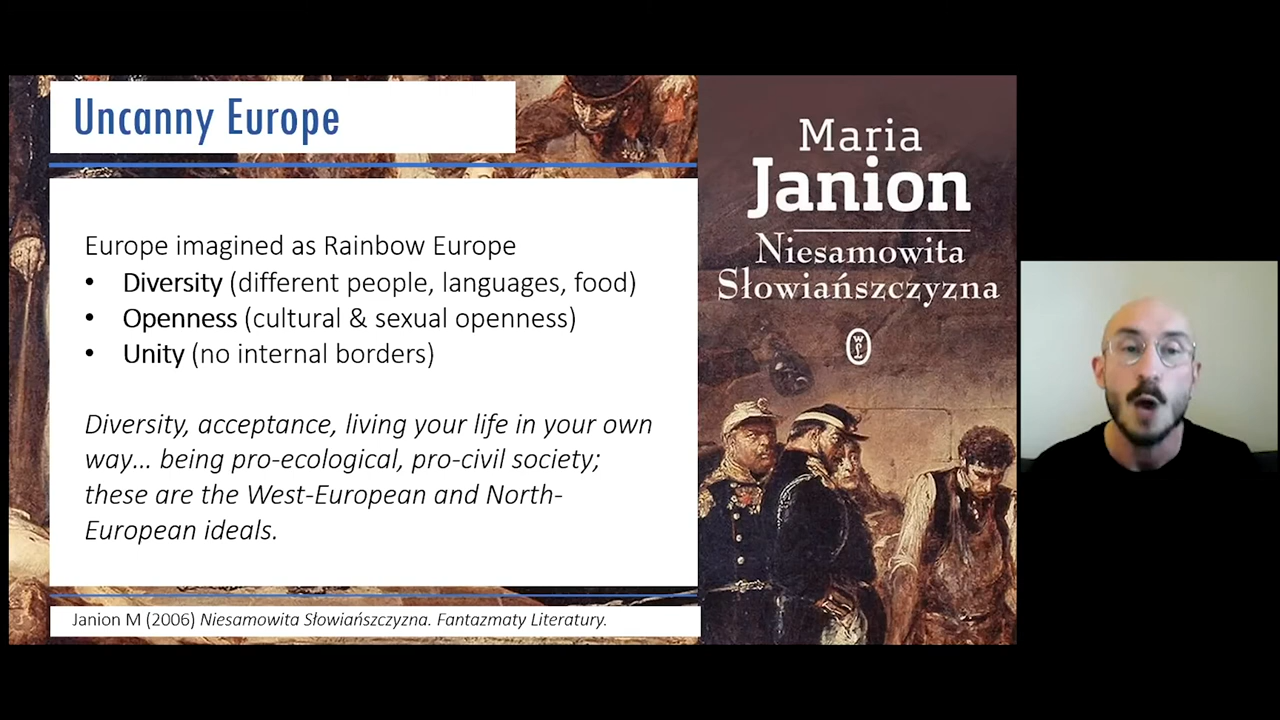 Uncanny Europe
Europe imagined as Rainbow Europe
• Diversity (different people, languages, food)
• Openness (cultural & sexual openness)
• Unity (no internal borders)
Diversity, acceptance, living your life in your own
way... being pro-ecological, pro-civil society;
these are the West-European and North-
European ideals.
Janion M (2006) Niesamowita Słowiańszczyzna. Fantazmaty Literatury.
Maria
Janion
Niesamowita
Słowiańszczyzna
W
L